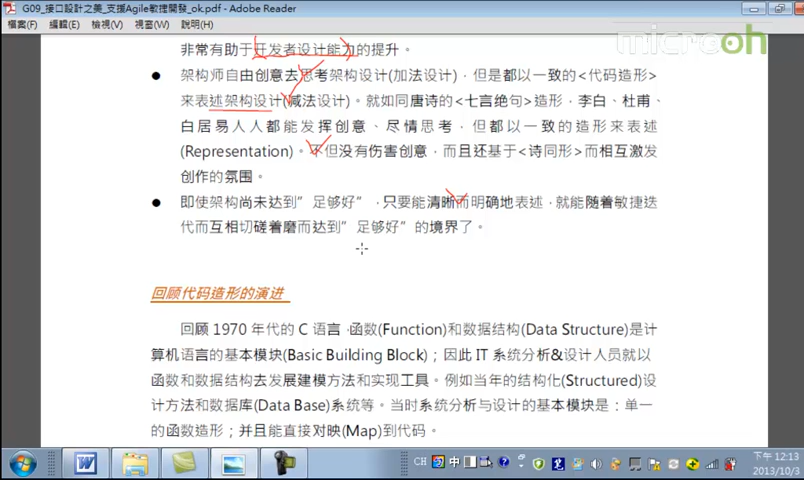 G09_接口設計之美_支援Agile敏捷開發_ok.pdf - Adobe Reader
檔案(F) 編輯(E) 檢視(V) 視窗(W) 說明(H)
microoh
非常有助于开发者设计能力的提升。
● 架构师自由创意去思考架构设计(加法设计)，但是都以一致的<代码造形>
来表述架构设计(减法设计)。就如同唐诗的<七言绝句>造形，李白、杜甫、
白居易人人都能发挥创意、尽情思考，但都以一致的造形来表述
(Representation)。不但没有伤害创意，而且还基于<诗同形>而相互激发
创作的氛围。
● 即使架构尚未达到”足够好”，只要能清晰而明确地表述，就能随着敏捷迭
代而互相切磋着磨而达到”足够好”的境界了。
回顾代码造形的演进
回顾 1970 年代的 C 语言，函数(Function)和数据结构(Data Structure)是计
算机语言的基本模块(Basic Building Block)；因此 IT 系统分析&设计人员就以
函数和数据结构去发展建模方法和实现工具。例如当年的结构化(Structured)设
计方法和数据库(Data Base)系统等。当时系统分析与设计的基本模块是：单一
的函数造形；并且能直接对映(Map)到代码。
CH 中 下午 12:13
2013/10/3